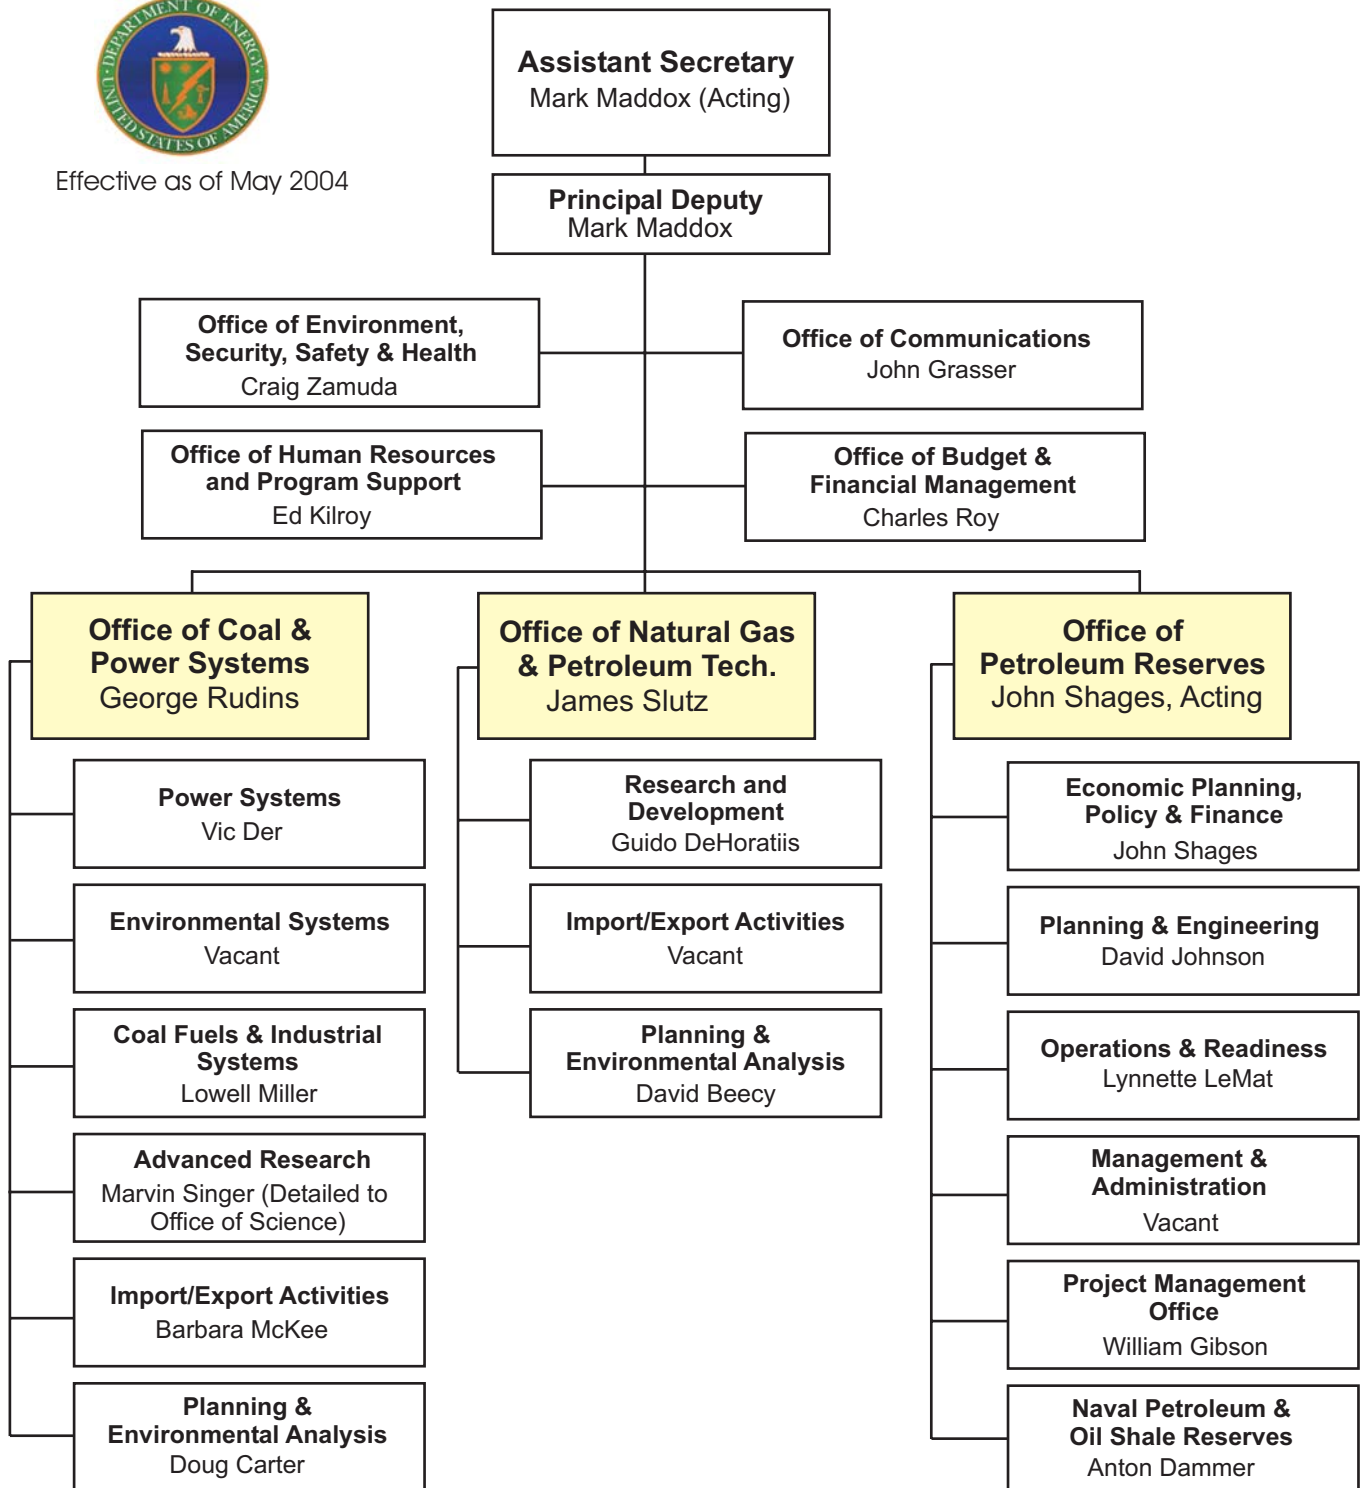 DEPARTMENT OF ENERGY
UNITED STATES OF AMERICA
Effective as of May 2004
Assistant Secretary
Mark Maddox (Acting)
Principal Deputy
Mark Maddox
Office of Environment,
Security, Safety & Health
Craig Zamuda
Office of Communications
John Grasser
Office of Human Resources
and Program Support
Ed Kilroy
Office of Budget &
Financial Management
Charles Roy
Office of Coal &
Power Systems
George Rudins
Power Systems
Vic Der
Environmental Systems
Vacant
Coal Fuels & Industrial
Systems
Lowell Miller
Advanced Research
Marvin Singer (Detailed to
Office of Science)
Import/Export Activities
Barbara McKee
Planning &
Environmental Analysis
Doug Carter
Office of Natural Gas
& Petroleum Tech.
James Slutz
Research and
Development
Guido DeHoratiis
Import/Export Activities
Vacant
Planning &
Environmental Analysis
David Beecy
Office of
Petroleum Reserves
John Shages, Acting
Economic Planning,
Policy & Finance
John Shages
Planning & Engineering
David Johnson
Operations & Readiness
Lynnette LeMat
Management &
Administration
Vacant
Project Management
Office
William Gibson
Naval Petroleum &
Oil Shale Reserves
Anton Dammer